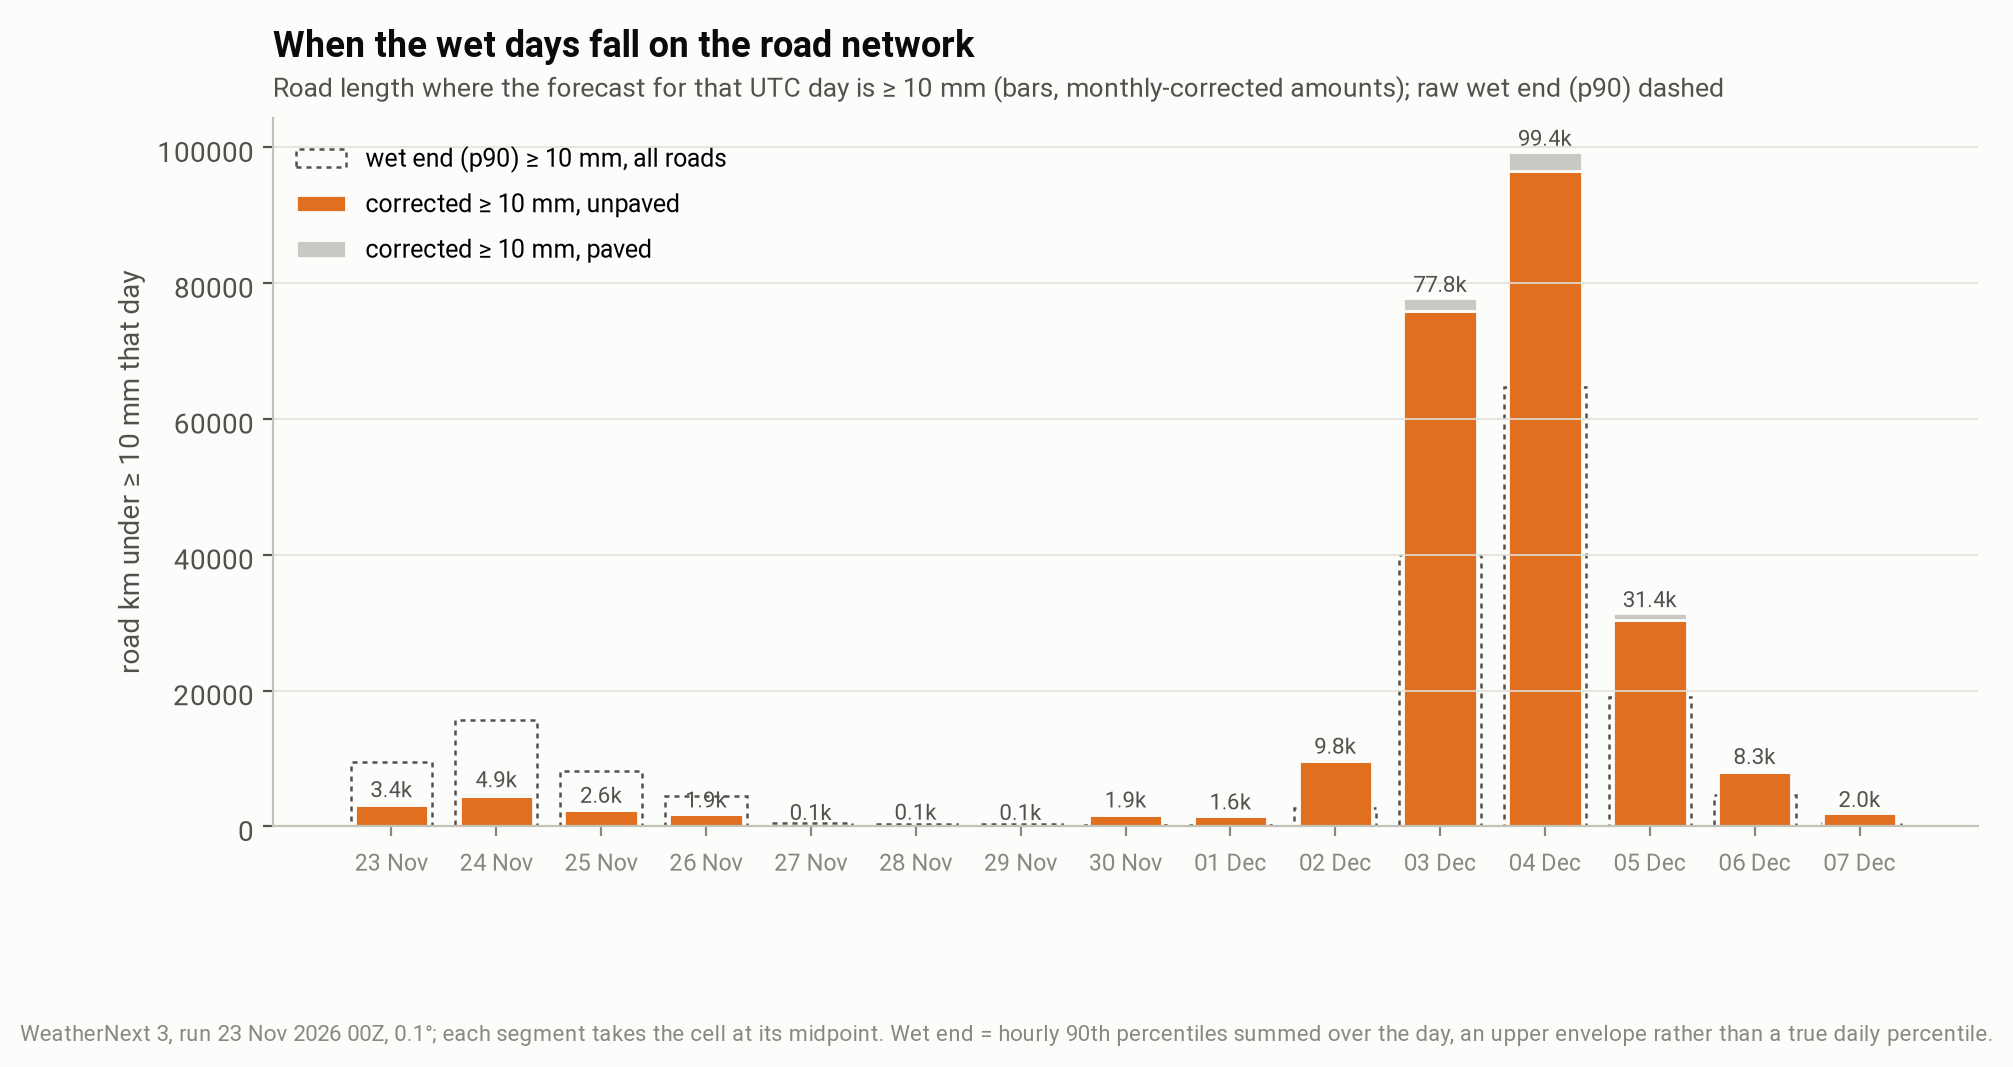 When the wet days fall on the road network
Road length where the forecast for that UTC day is ≥ 10 mm (bars, monthly-corrected amounts); raw wet end (p90) dashed
wet end (p90) ≥ 10 mm, all roads
corrected ≥ 10 mm, unpaved
corrected ≥ 10 mm, paved
road km under ≥ 10 mm that day
100000
80000
60000
40000
20000
0
3.4k
4.9k
2.6k
1.9k
0.1k
0.1k
0.1k
1.9k
1.6k
9.8k
77.8k
99.4k
31.4k
8.3k
2.0k
23 Nov
24 Nov
25 Nov
26 Nov
27 Nov
28 Nov
29 Nov
30 Nov
01 Dec
02 Dec
03 Dec
04 Dec
05 Dec
06 Dec
07 Dec
WeatherNext 3, run 23 Nov 2026 00Z, 0.1°; each segment takes the cell at its midpoint. Wet end = hourly 90th percentiles summed over the day, an upper envelope rather than a true daily percentile.